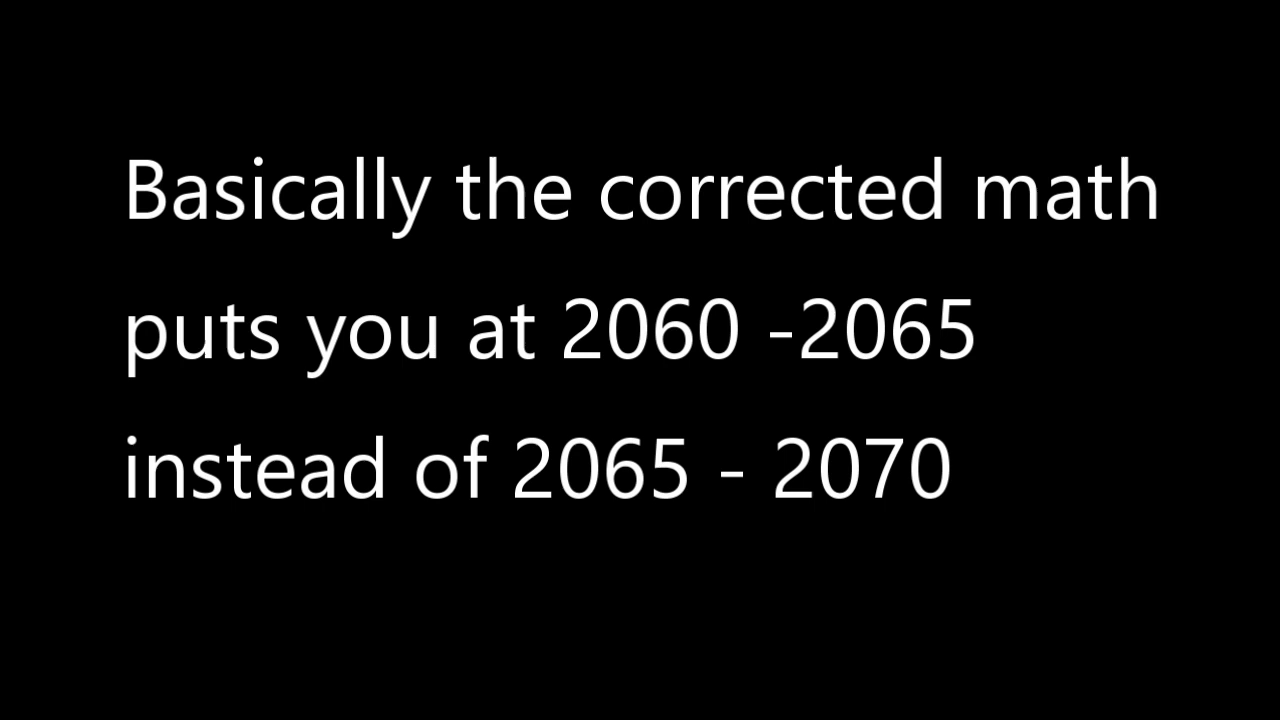 Basically the corrected math
puts you at 2060 -2065
instead of 2065 - 2070